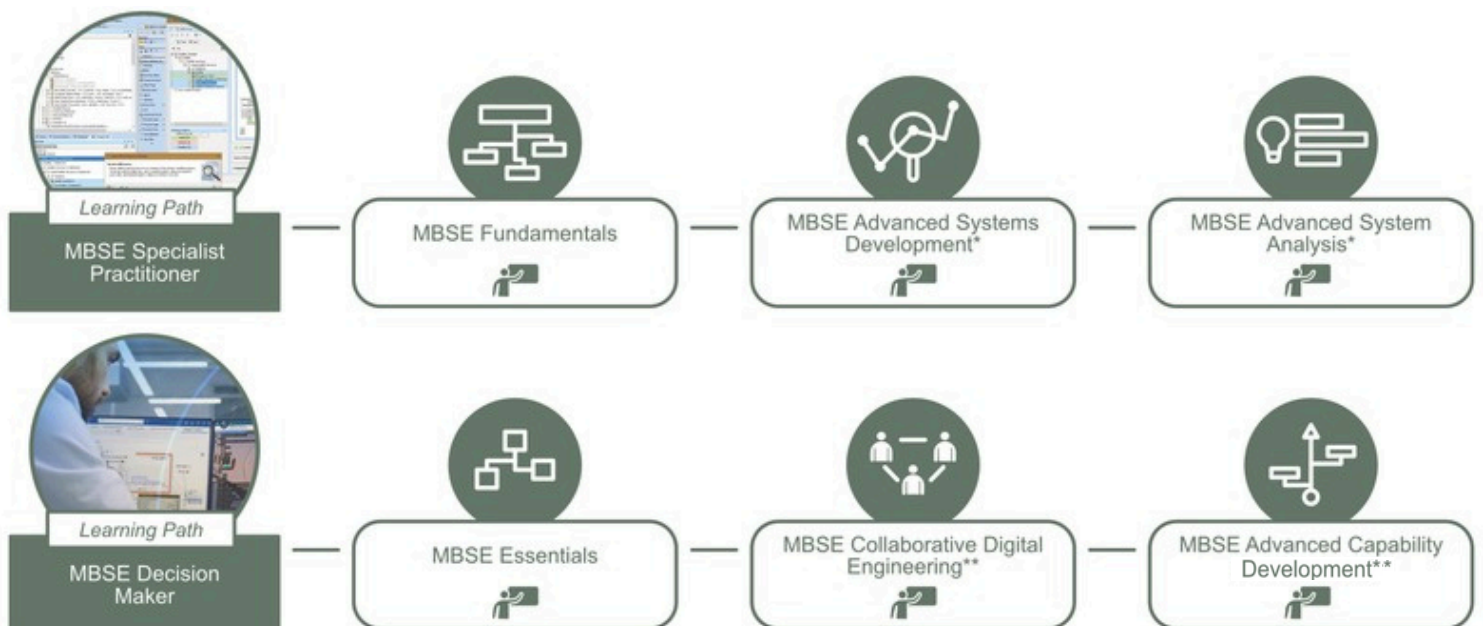 Learning Path
MBSE Specialist
Practitioner
MBSE Fundamentals
MBSE Advanced Systems
Development*
MBSE Advanced System
Analysis*
Learning Path
MBSE Decision
Maker
MBSE Essentials
MBSE Collaborative Digital
Engineering**
MBSE Advanced Capability
Development**